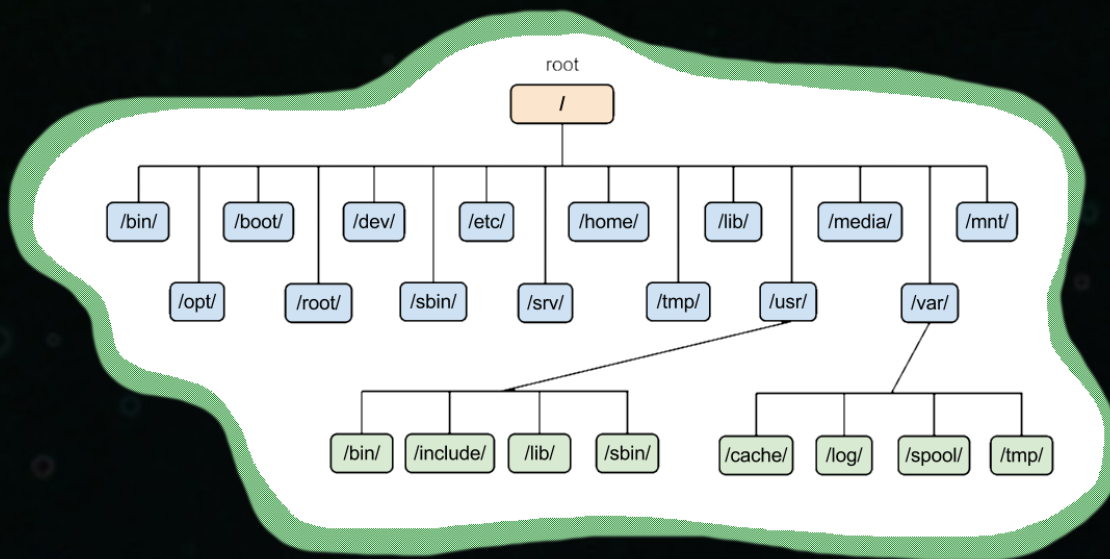 root
/
/bin/ /boot/ /dev/ /etc/ /home/ /lib/ /media/ /mnt/
/opt/ /root/ /sbin/ /srv/ /tmp/ /usr/ /var/
/bin/ /include/ /lib/ /sbin/ /cache/ /log/ /spool/ /tmp/